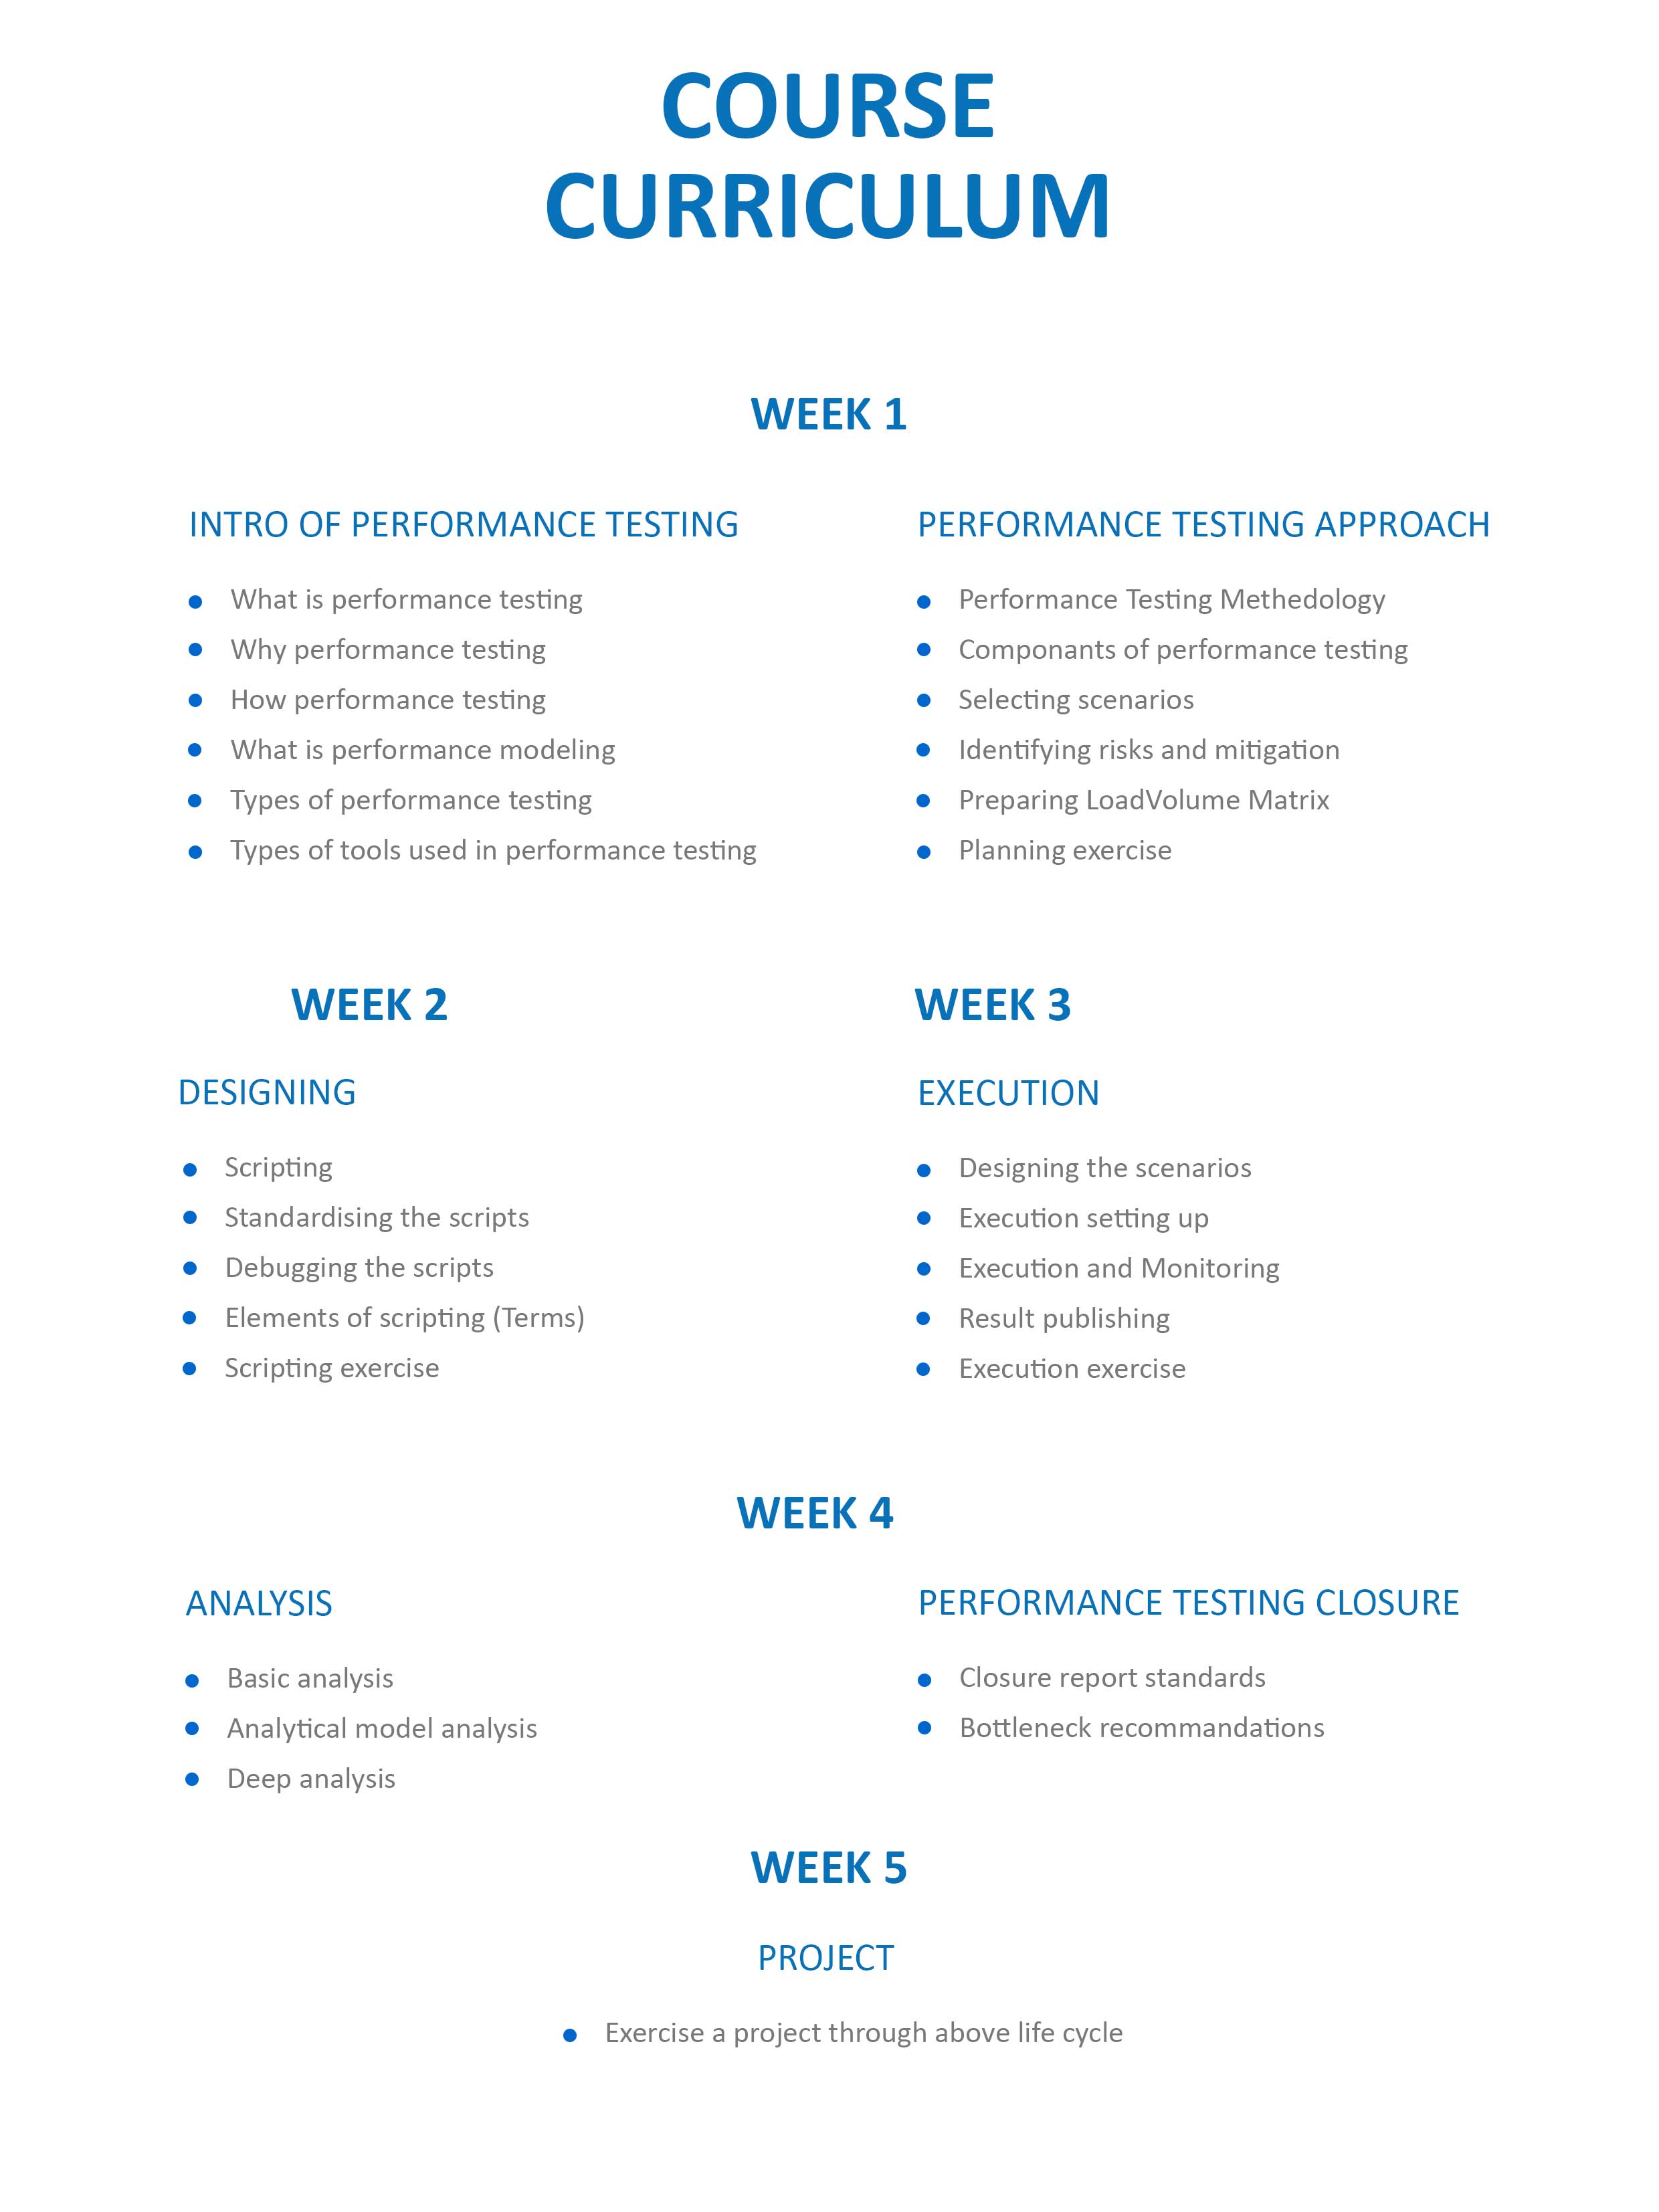 COURSE
CURRICULUM
WEEK 1
INTRO OF PERFORMANCE TESTING
What is performance testing
Why performance testing
How performance testing
What is performance modeling
Types of performance testing
Types of tools used in performance testing
PERFORMANCE TESTING APPROACH
Performance Testing Methedology
Componants of performance testing
Selecting scenarios
Identifying risks and mitigation
Preparing LoadVolume Matrix
Planning exercise
WEEK 2
DESIGNING
Scripting
Standardising the scripts
Debugging the scripts
Elements of scripting (Terms)
Scripting exercise
WEEK 3
EXECUTION
Designing the scenarios
Execution setting up
Execution and Monitoring
Result publishing
Execution exercise
WEEK 4
ANALYSIS
Basic analysis
Analytical model analysis
Deep analysis
PERFORMANCE TESTING CLOSURE
Closure report standards
Bottleneck recommandations
WEEK 5
PROJECT
Exercise a project through above life cycle